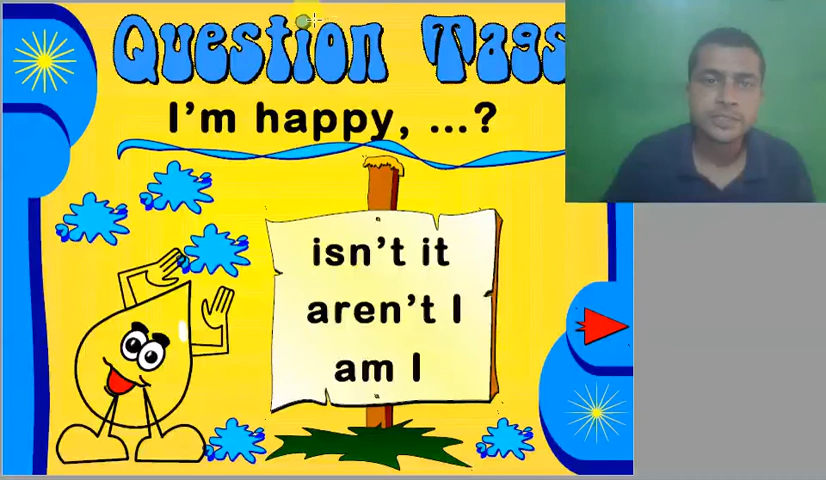 Question Tags
I'm happy, ...?
isn't it
aren't I
am I